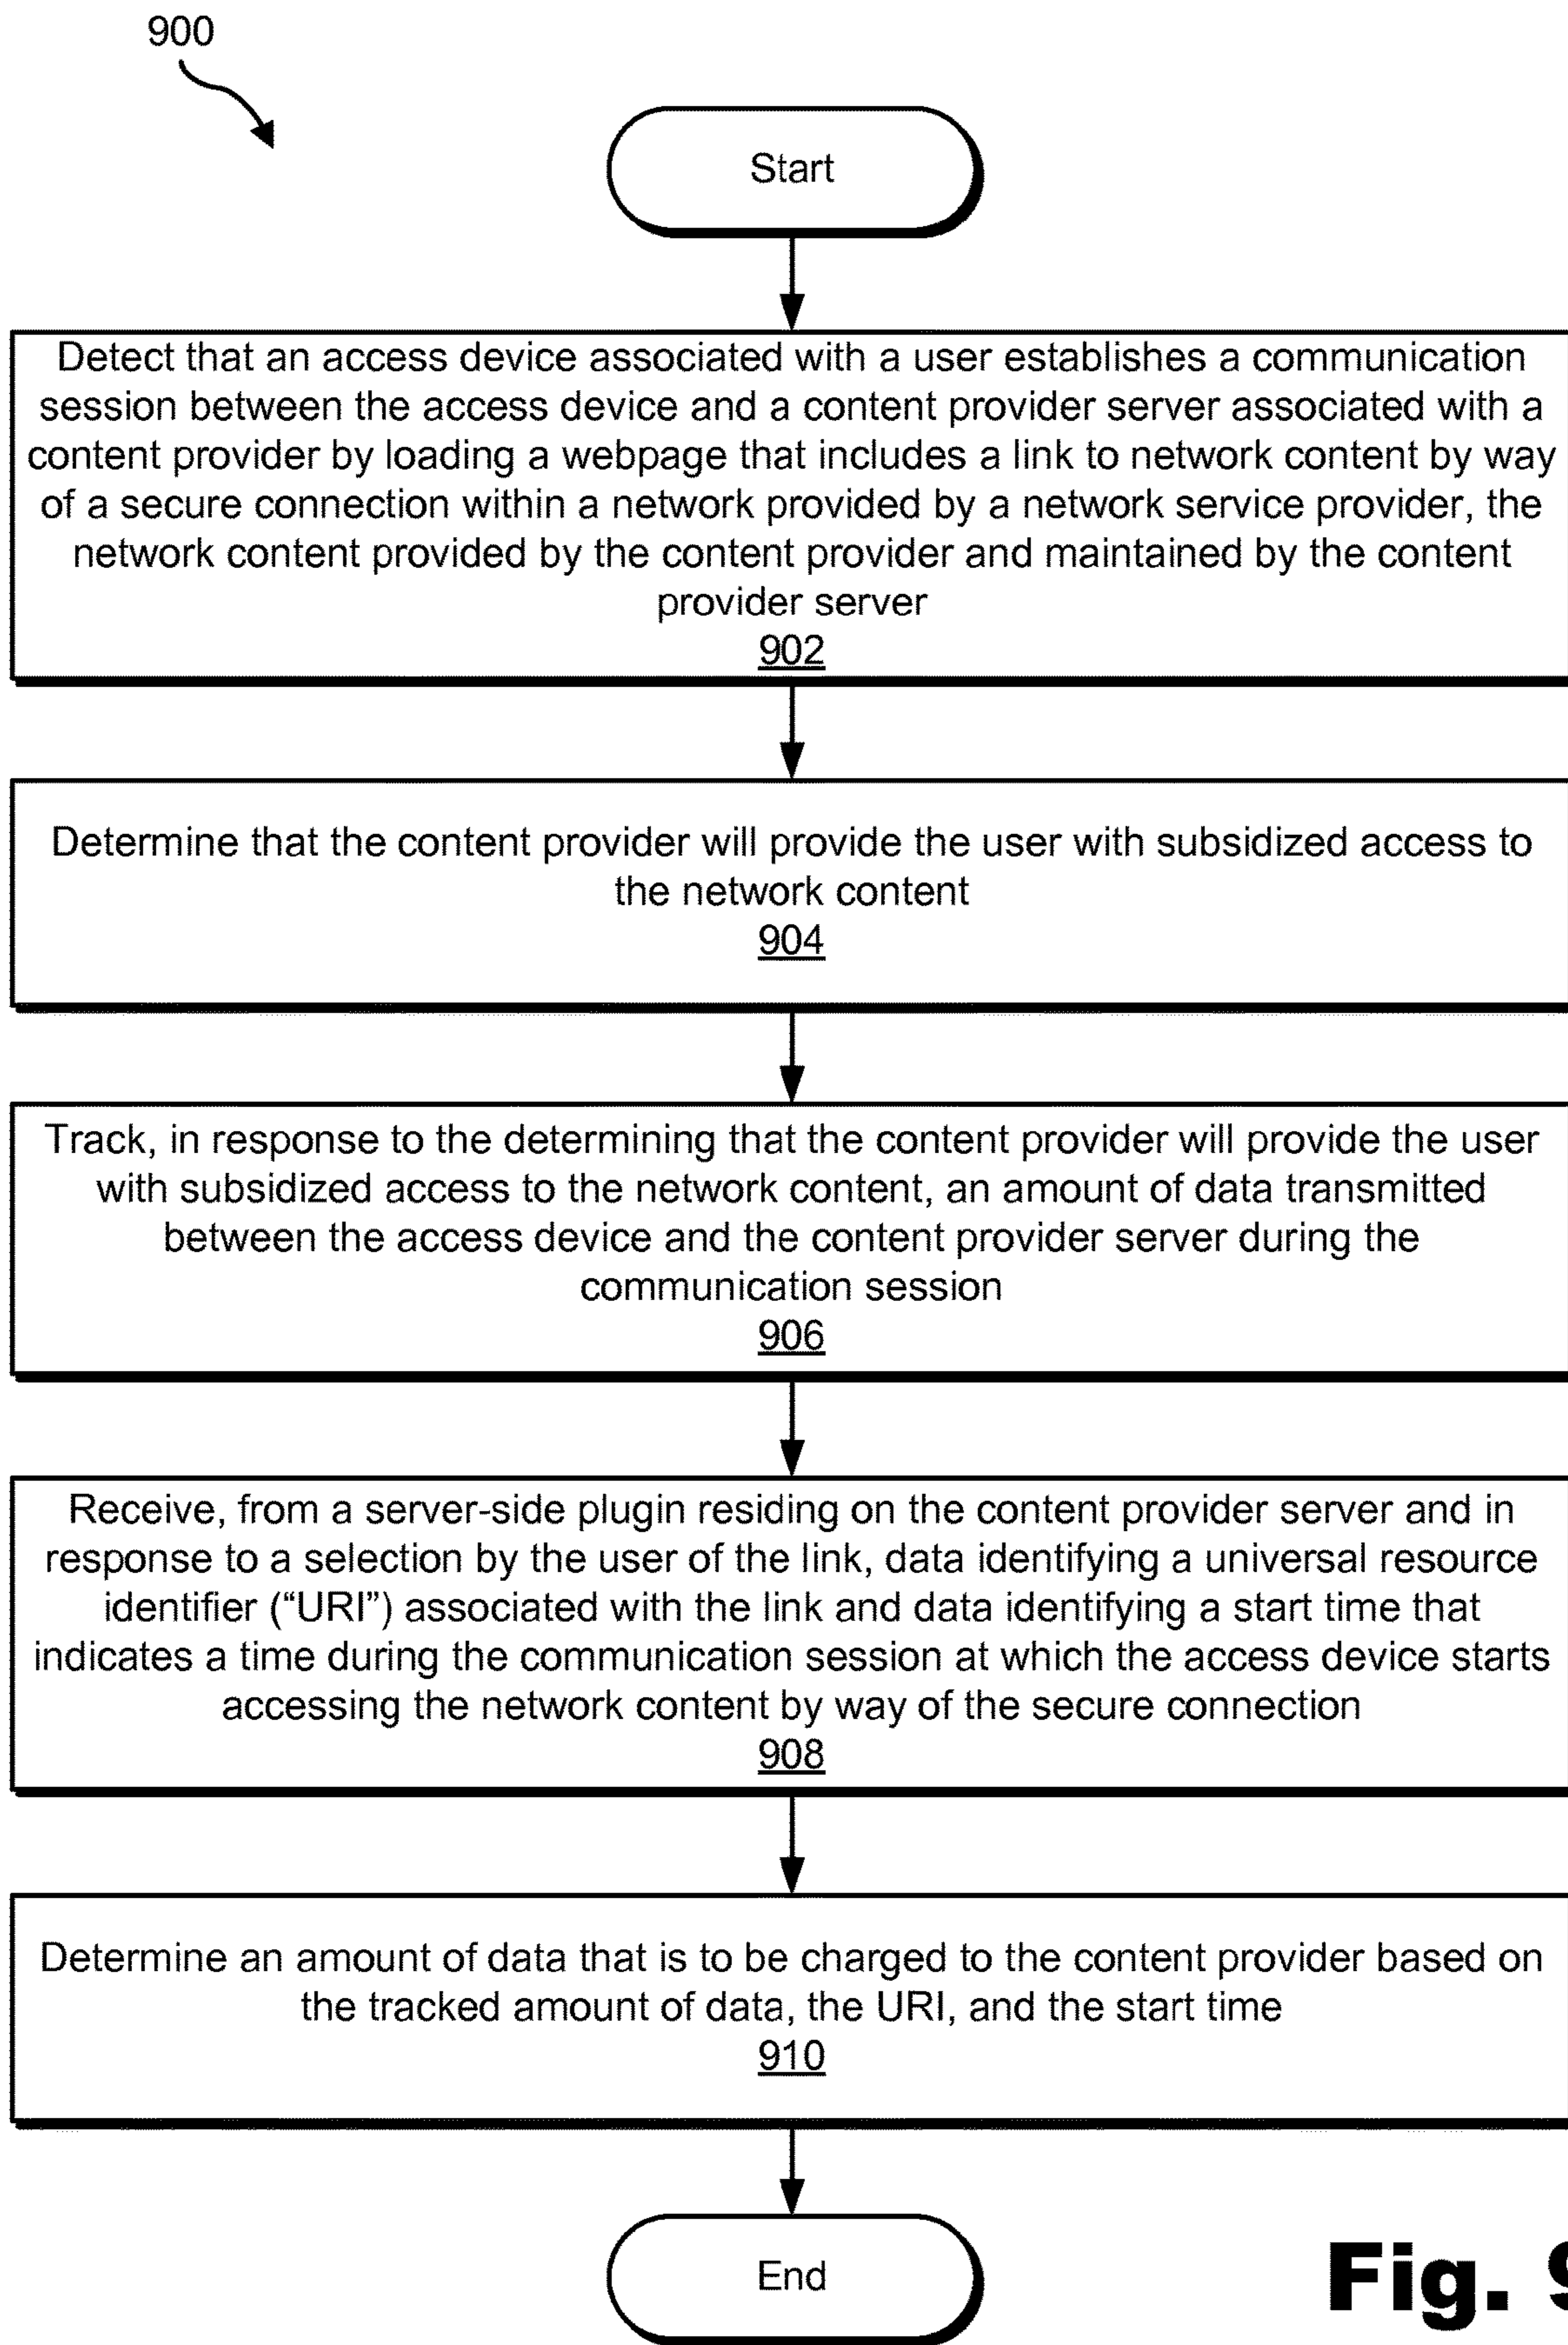 900
Start
Detect that an access device associated with a user establishes a communication
session between the access device and a content provider server associated with a
content provider by loading a webpage that includes a link to network content by way
of a secure connection within a network provided by a network service provider, the
network content provided by the content provider and maintained by the content
provider server
902
Determine that the content provider will provide the user with subsidized access to
the network content
904
Track, in response to the determining that the content provider will provide the user
with subsidized access to the network content, an amount of data transmitted
between the access device and the content provider server during the
communication session
906
Receive, from a server-side plugin residing on the content provider server and in
response to a selection by the user of the link, data identifying a universal resource
identifier (“URI”) associated with the link and data identifying a start time that
indicates a time during the communication session at which the access device starts
accessing the network content by way of the secure connection
908
Determine an amount of data that is to be charged to the content provider based on
the tracked amount of data, the URI, and the start time
910
End
Fig. 9